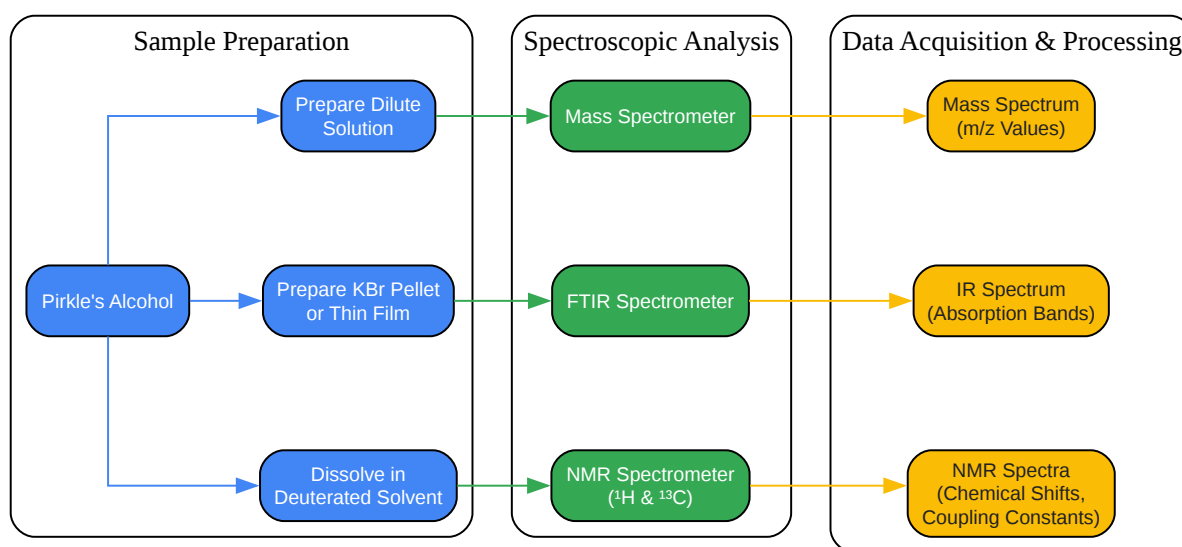 Sample Preparation
Spectroscopic Analysis
Data Acquisition & Processing
Prepare Dilute
Solution
Mass Spectrometer
Mass Spectrum
(m/z Values)
Pirkle's Alcohol
Prepare KBr Pellet
or Thin Film
FTIR Spectrometer
IR Spectrum
(Absorption Bands)
Dissolve in
Deuterated Solvent
NMR Spectrometer
(¹H & ¹³C)
NMR Spectra
(Chemical Shifts,
Coupling Constants)